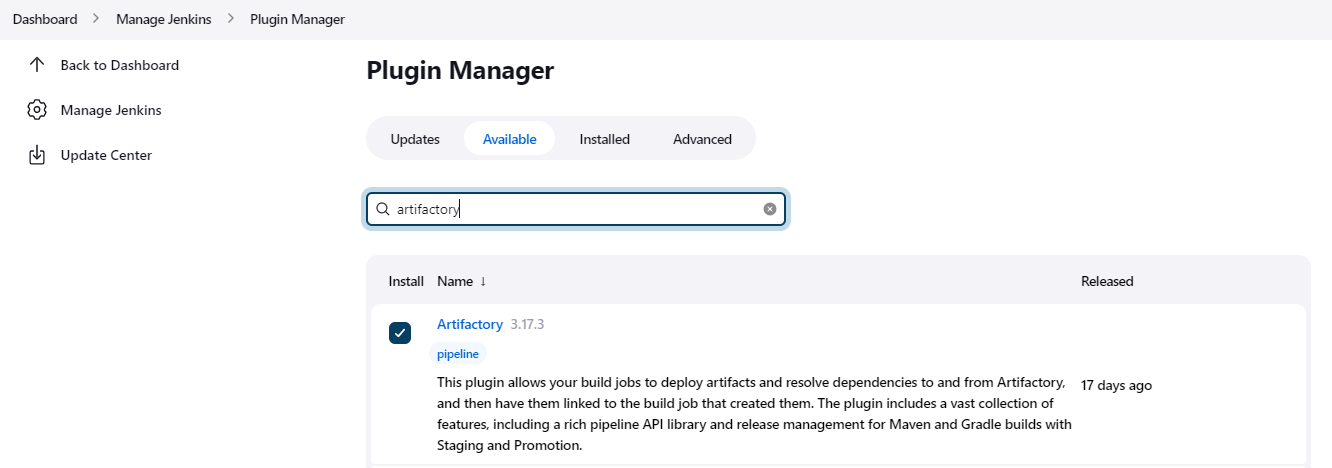 Dashboard > Manage Jenkins > Plugin Manager
Back to Dashboard
Manage Jenkins
Update Center
Plugin Manager
Updates Available Installed Advanced
artifactory
Install Name ↓ Released
Artifactory 3.17.3
pipeline
This plugin allows your build jobs to deploy artifacts and resolve dependencies to and from Artifactory,
17 days ago
and then have them linked to the build job that created them. The plugin includes a vast collection of
features, including a rich pipeline API library and release management for Maven and Gradle builds with
Staging and Promotion.